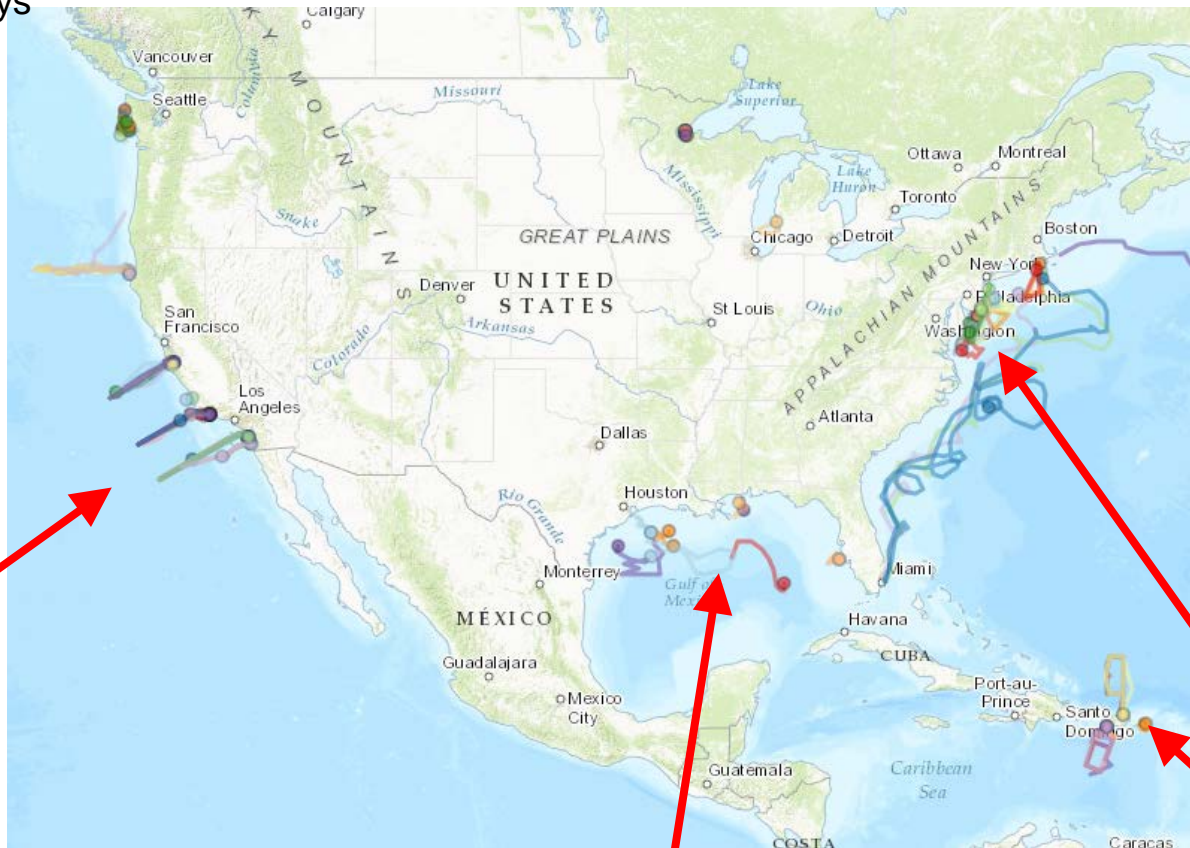 ys
Calgary
Vancouver
Seattle
Columbia
KY MOUNTAINS
Missouri
Lake
Superior
Ottawa
Montreal
Mississippi
Lake
Huron
Toronto
Snake
GREAT PLAINS
Chicago
Detroit
Boston
APPALACHIAN MOUNTAINS
New York
Denver
UNITED
STATES
Philadelphia
San
Francisco
St Louis
Ohio
Washington
Colorado
Arkansas
Los
Angeles
Atlanta
Dallas
Houston
Rio Grande
Monterrey
Gulf of
Miami
MÉXICO
Havana
CUBA
Guadalajara
Mexico
City
Port-au-
Prince
Santo
Domingo
Guatemala
Caribbean
Sea
COSTA
Caracas